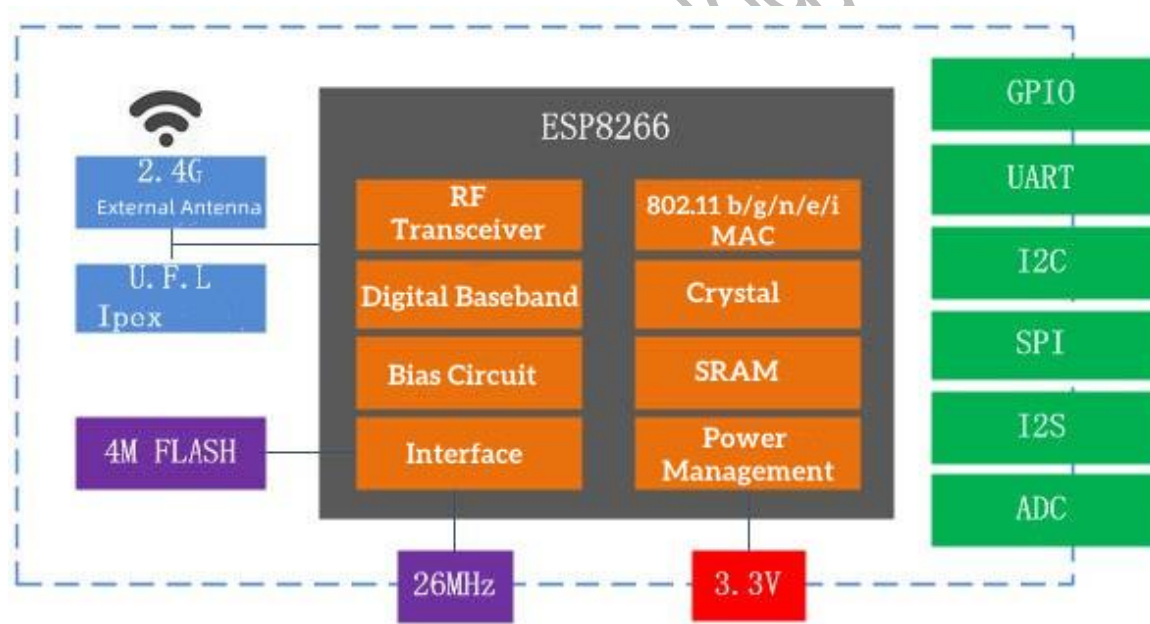 ESP8266
2.4G
External Antenna
U.F.L
Ipex
4M FLASH
RF
Transceiver
Digital Baseband
Bias Circuit
Interface
802.11 b/g/n/e/i
MAC
Crystal
SRAM
Power
Management
26MHz
3.3V
GPIO
UART
I2C
SPI
I2S
ADC